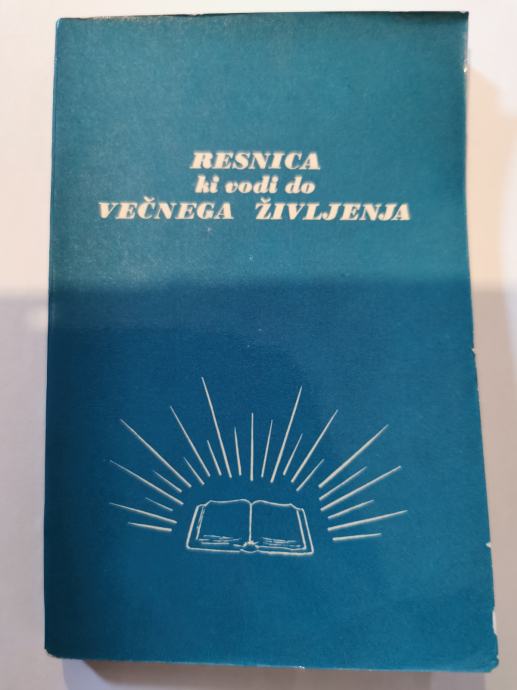 RESNICA
ki vodi do
VEČNEGA ŽIVLJENJA